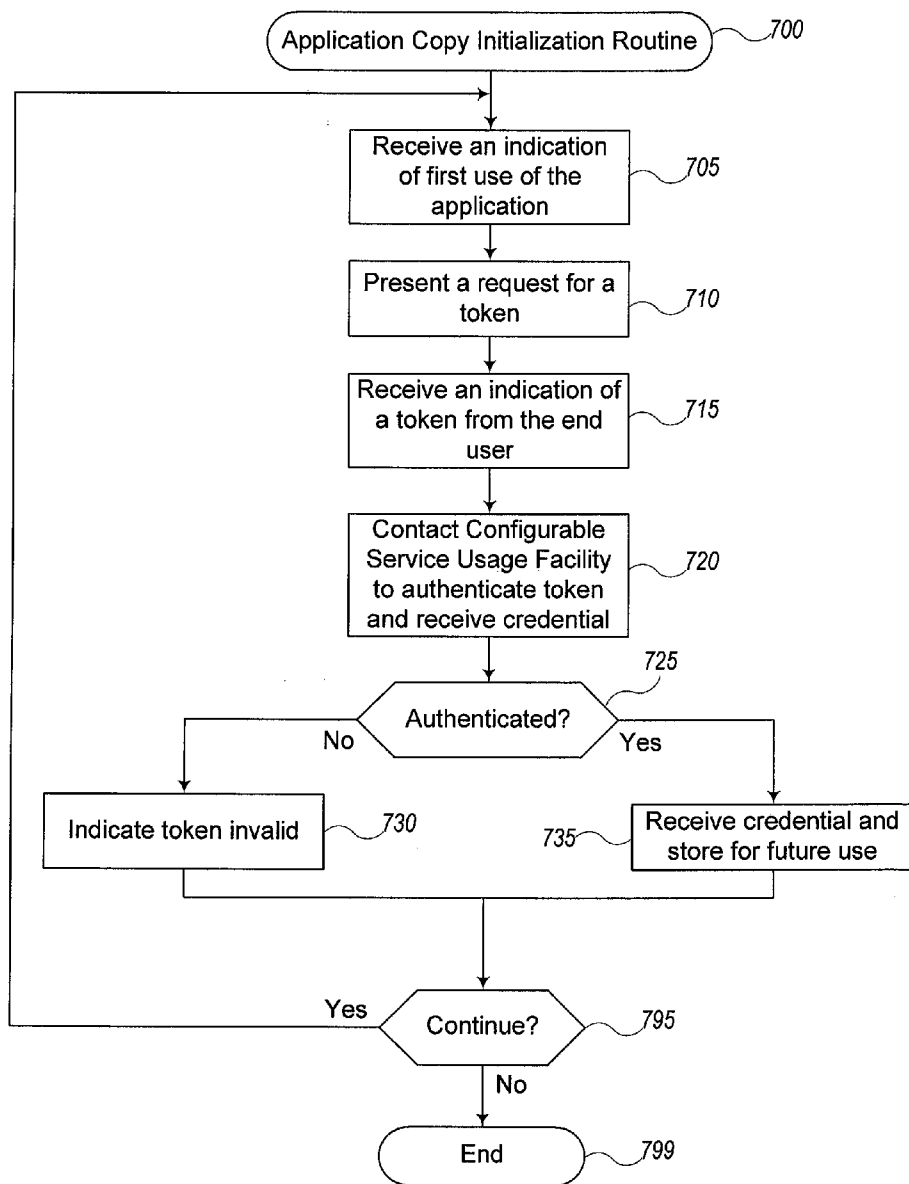 Application Copy Initialization Routine
700
Receive an indication
of first use of the
application
705
Present a request for a
token
710
Receive an indication of
a token from the end
user
715
Contact Configurable
Service Usage Facility
to authenticate token
and receive credential
720
725
Authenticated?
No
Yes
Indicate token invalid
730
735
Receive credential and
store for future use
Yes
Continue?
795
No
End
799